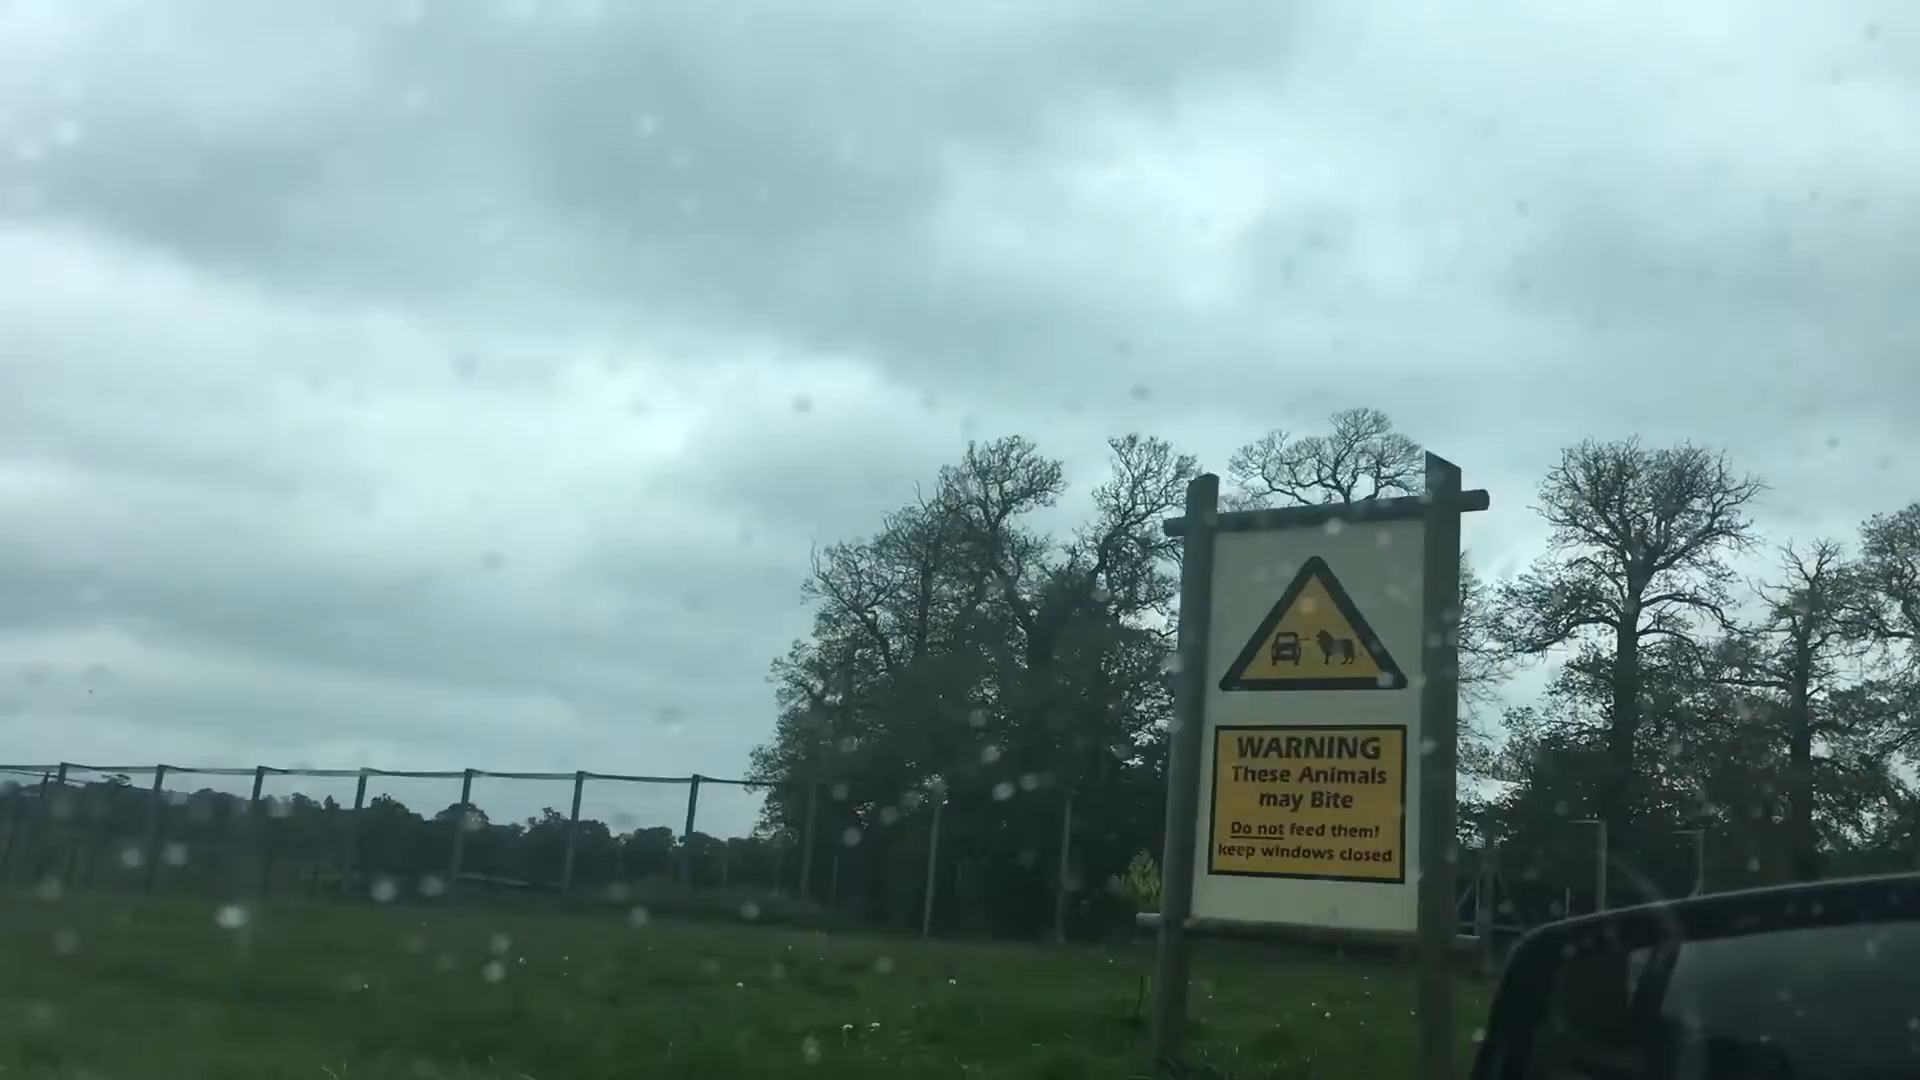 WARNING
These Animals
may Bite
Do not feed them!
keep windows closed